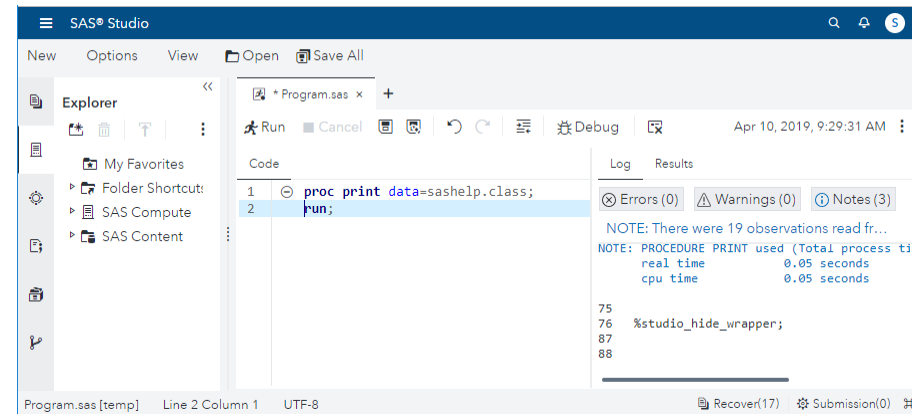 SAS® Studio
S
New Options View Open Save All
Explorer
My Favorites
Folder Shortcuts
SAS Compute
SAS Content
* Program.sas
Run Cancel Debug Apr 10, 2019, 9:29:31 AM
Code
1 proc print data=sashelp.class;
2 run;
Log Results
Errors (0) Warnings (0) Notes (3)
NOTE: There were 19 observations read fr...
NOTE: PROCEDURE PRINT used (Total process ti
real time 0.05 seconds
cpu time 0.05 seconds
75
76 %studio_hide_wrapper;
87
88
Program.sas [temp] Line 2 Column 1 UTF-8 Recover(17) Submission(0)